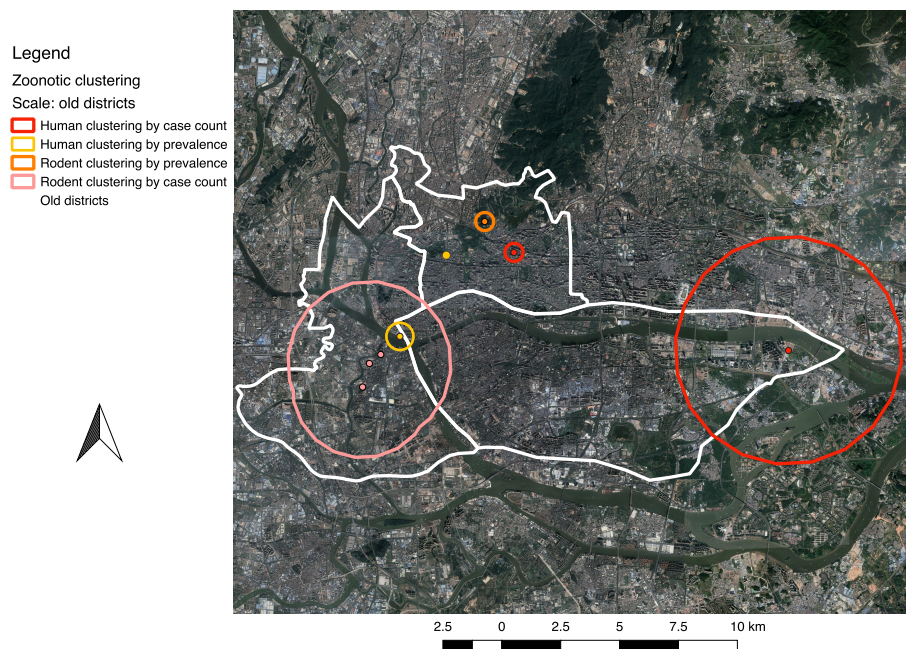 Legend
Zoonotic clustering
Scale: old districts
Human clustering by case count
Human clustering by prevalence
Rodent clustering by prevalence
Rodent clustering by case count
Old districts
2.5 0 2.5 5 7.5 10 km